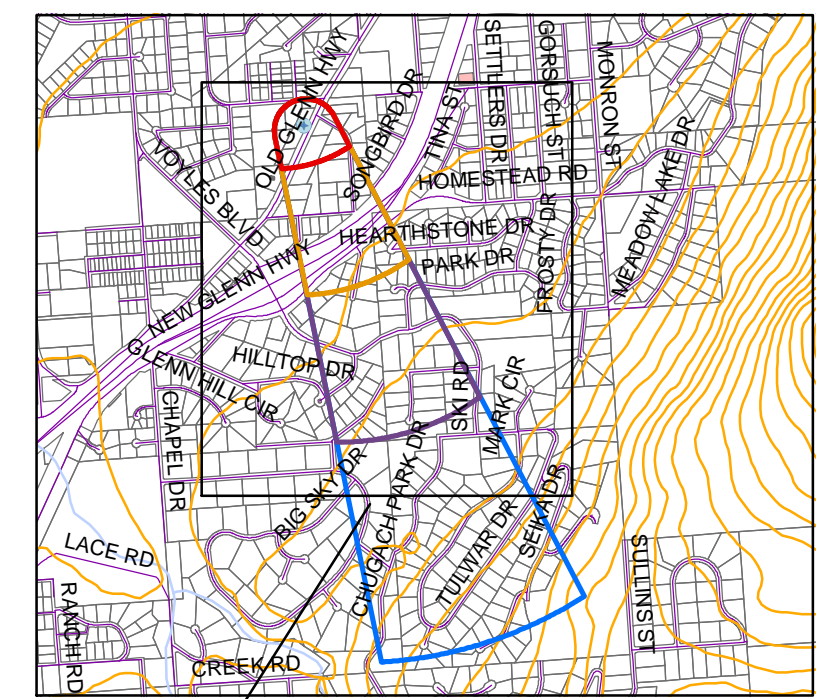 OLD GLENN HWY
SONGBIRD DR
TINA ST
SETTLERS DR
GORSUCH ST
MONRON ST
VOYLES BLVD
HOMESTEAD RD
MEADOW LAKE DR
HEARTHSTONE DR
PARK DR
FROSTY DR
NEW GLENN HWY
GLENN HILL CIR
HILLTOP DR
SKI RD
MARK CIR
CHAPEL DR
BIG SKY DR
CHUGACH PARK DR
TULWAR DR
SEIKA DR
LACE RD
RANCH RD
CREEK RD
SULLINS ST